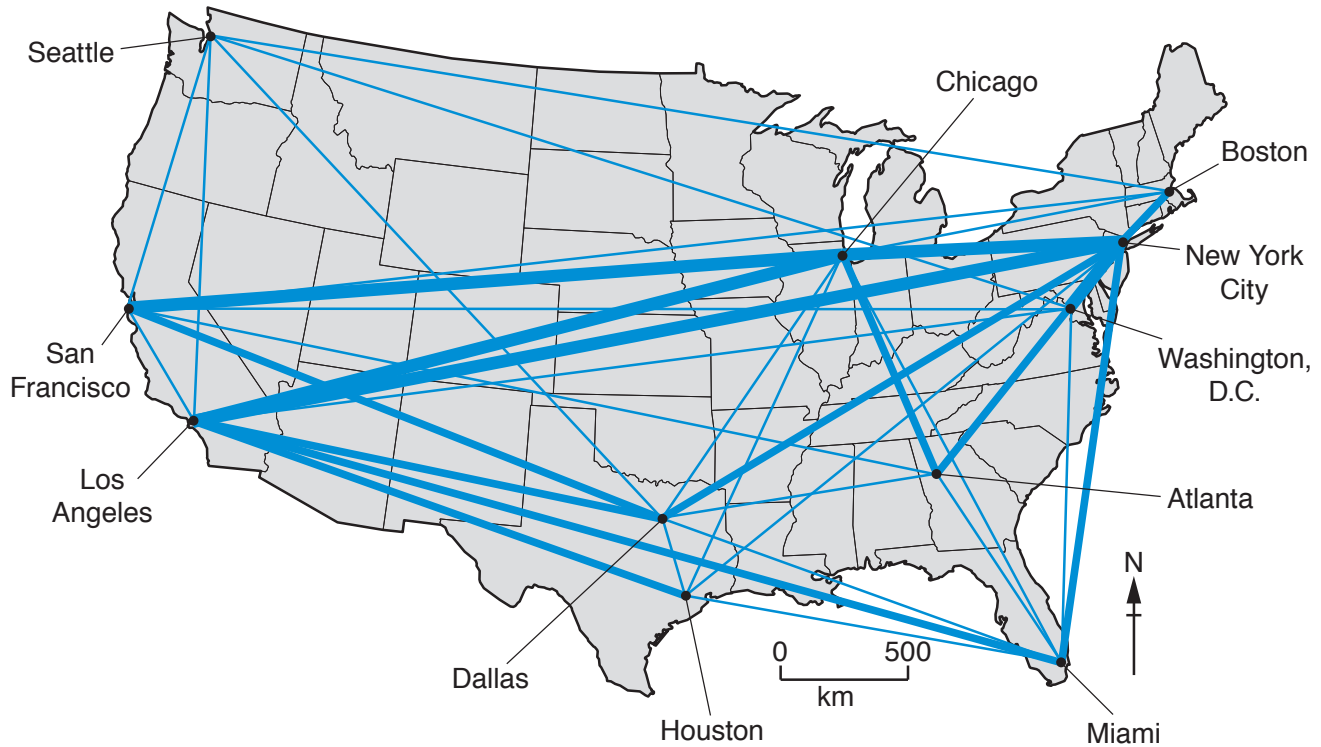 Seattle
Chicago
Boston
New York
City
San
Francisco
Washington,
D.C.
Los
Angeles
Atlanta
N
0 500
km
Dallas
Houston
Miami